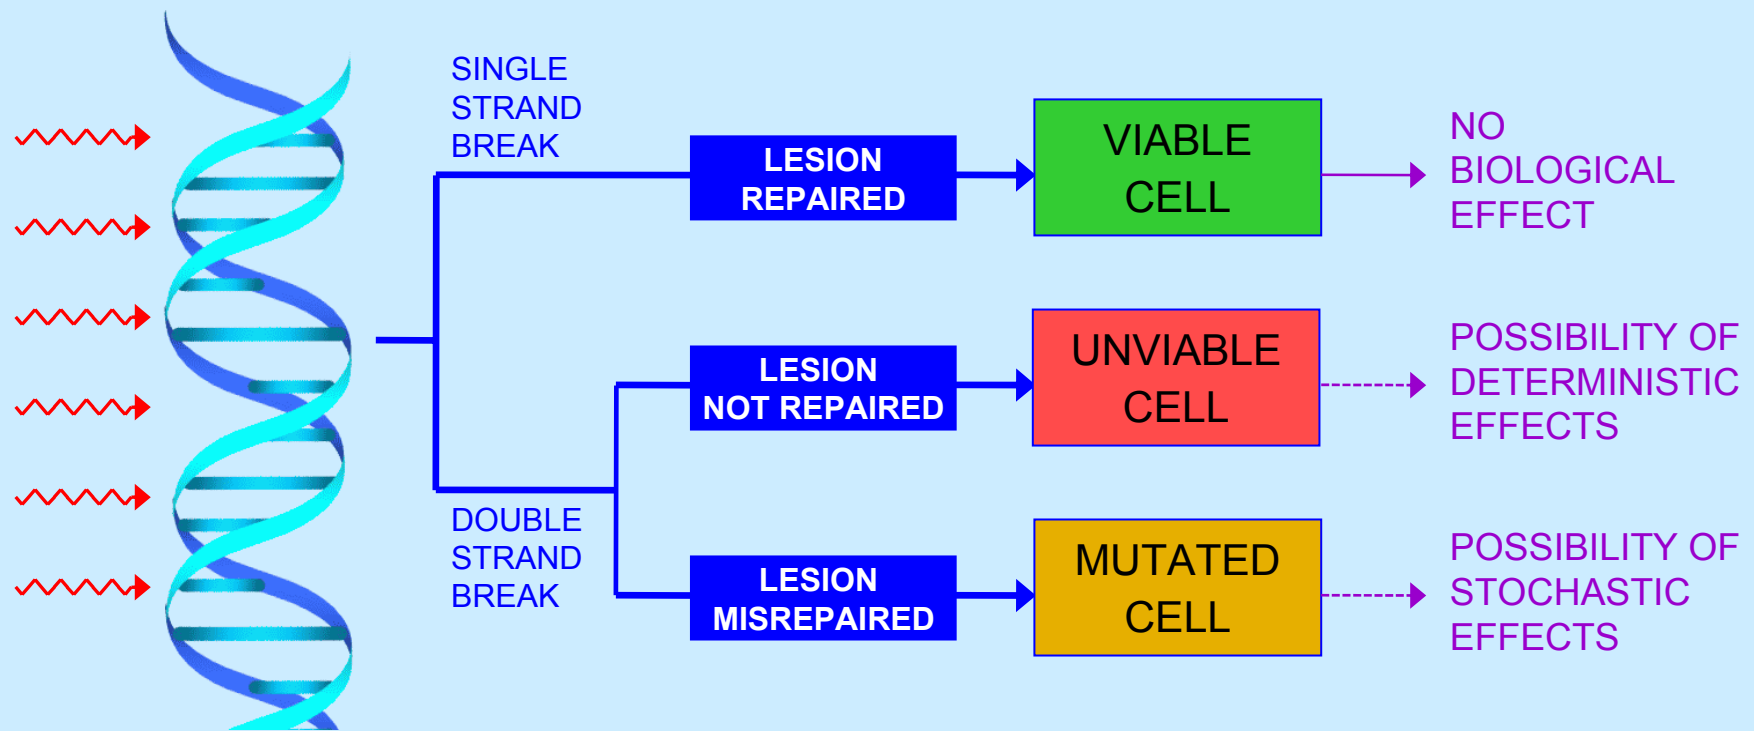 SINGLE
STRAND
BREAK
LESION
REPAIRED
VIABLE
CELL
NO
BIOLOGICAL
EFFECT
LESION
NOT REPAIRED
UNVIABLE
CELL
POSSIBILITY OF
DETERMINISTIC
EFFECTS
DOUBLE
STRAND
BREAK
LESION
MISREPAIRED
MUTATED
CELL
POSSIBILITY OF
STOCHASTIC
EFFECTS